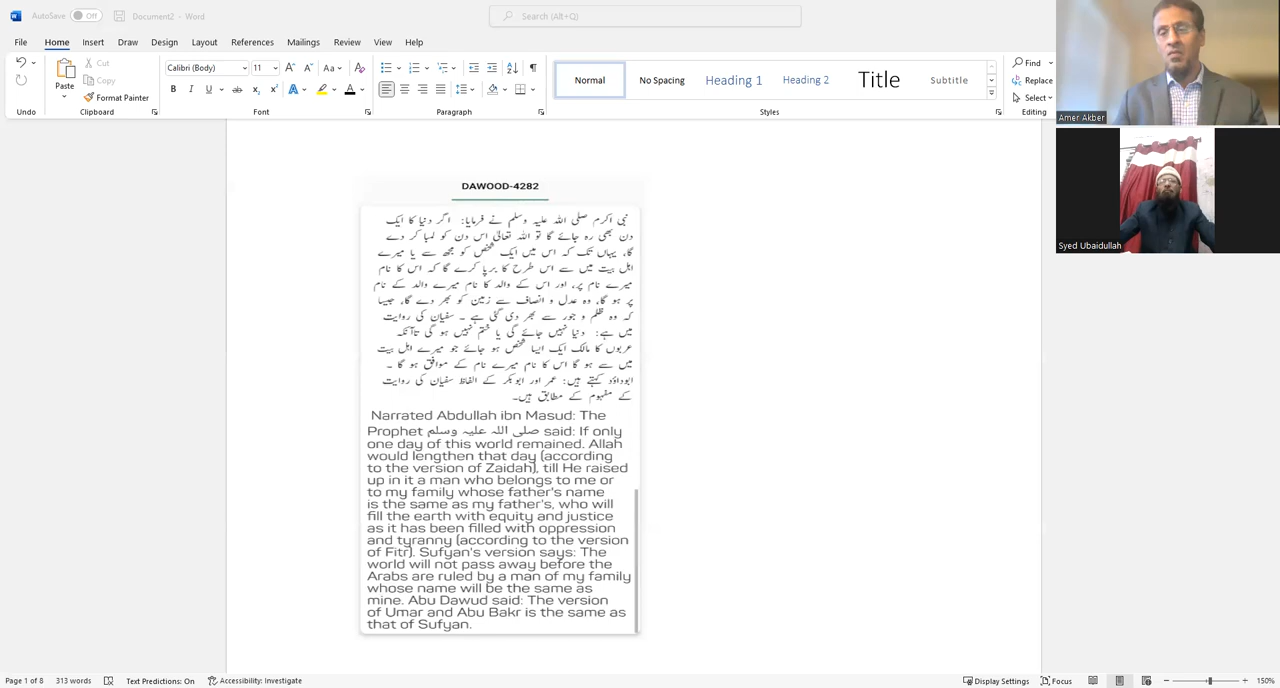 AutoSave
Off
Document2 - Word
Search (Alt+Q)
File Home Insert Draw Design Layout References Mailings Review View Help
Paste
Cut
Copy
Format Painter
Calibri (Body) 11
Normal
No Spacing
Heading 1
Heading 2
Title
Subtitle
Find
Replace
Select
Undo Clipboard Font Paragraph Styles Editing
Amer Akber
Syed Ubaidullah
DAWOOD-4282
نبی اکرم صلی اللہ علیہ وسلم نے فرمایا: اگر دنیا کا ایک
دن بھی رہ جائے گا تو اللہ تعالیٰ اس دن کو لمبا کر دے
گا، یہاں تک کہ اس میں ایک شخص کو مجھ سے یا میرے
اہل بیت میں سے اس طرح کا برپا کرے گا کہ اس کا نام
میرے نام پر، اور اس کے والد کا نام میرے والد کے نام
پر ہو گا، وہ عدل و انصاف سے زمین کو بھر دے گا، جیسا
کہ وہ ظلم و جور سے بھر دی گئی ہے ۔ سفیان کی روایت
میں ہے: دنیا نہیں جائے گی یا ختم نہیں ہو گی تاآنکہ
عربوں کا مالک ایک ایسا شخص ہو جائے جو میرے اہل بیت
میں سے ہو گا اس کا نام میرے نام کے موافق ہو گا ۔
ابوداؤد کہتے ہیں: عمر اور ابوبکر کے الفاظ سفیان کی روایت
کے مفہوم کے مطابق ہیں۔
Narrated Abdullah ibn Masud: The
Prophet صلی اللہ علیہ وسلم said: If only
one day of this world remained. Allah
would lengthen that day (according
to the version of Zaidah), till He raised
up in it a man who belongs to me or
to my family whose father's name
is the same as my father's, who will
fill the earth with equity and justice
as it has been filled with oppression
and tyranny (according to the version
of Fitr). Sufyan's version says: The
world will not pass away before the
Arabs are ruled by a man of my family
whose name will be the same as
mine. Abu Dawud said: The version
of Umar and Abu Bakr is the same as
that of Sufyan.
Page 1 of 8 313 words Text Predictions: On Accessibility: Investigate Display Settings Focus 150%